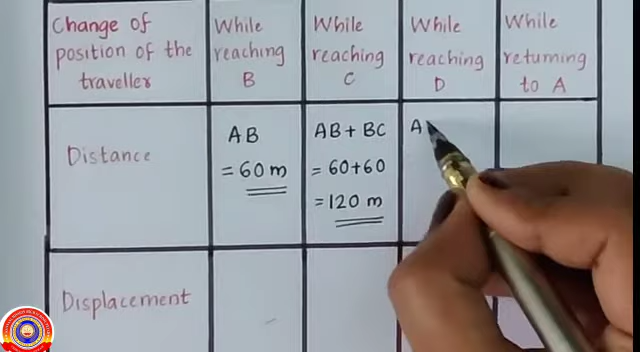 Change of
position of the
traveller
While
reaching
B
While
reaching
C
While
reaching
D
While
returning
to A
Distance
AB
= 60 m
AB + BC
= 60+60
= 120 m
A
Displacement